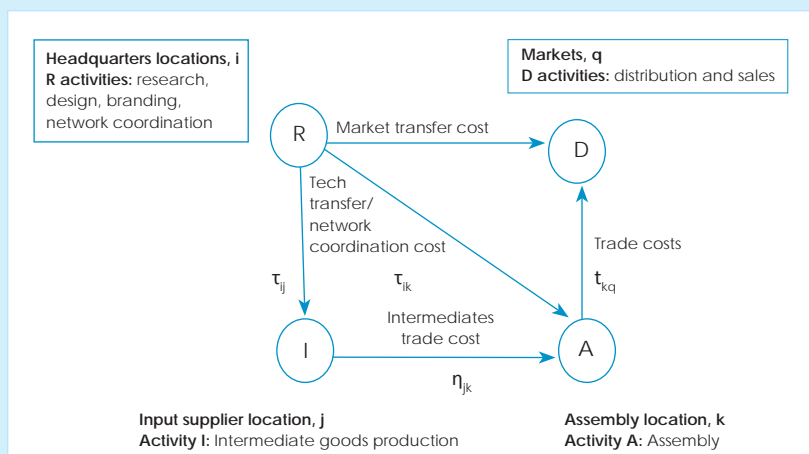 Headquarters locations, i
R activities: research,
design, branding,
network coordination
Markets, q
D activities: distribution and sales
R
Market transfer cost
D
Tech
transfer/
network
coordination cost
Trade costs
τij
τik
tkq
Intermediates
trade cost
I
A
ηjk
Input supplier location, j
Activity I: Intermediate goods production
Assembly location, k
Activity A: Assembly